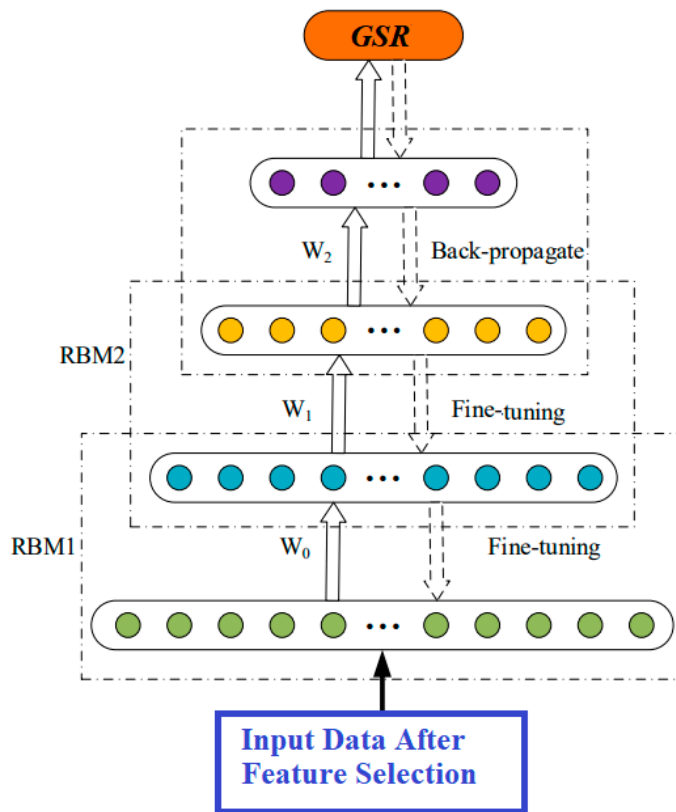 GSR
...
W2
Back-propagate
...
RBM2
W1
Fine-tuning
...
RBM1
W0
Fine-tuning
...
Input Data After
Feature Selection